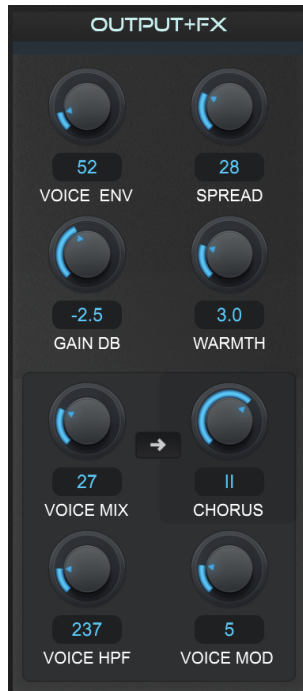 OUTPUT+FX
52 28
VOICE ENV SPREAD
-2.5 3.0
GAIN DB WARMTH
27 II
VOICE MIX CHORUS
237 5
VOICE HPF VOICE MOD